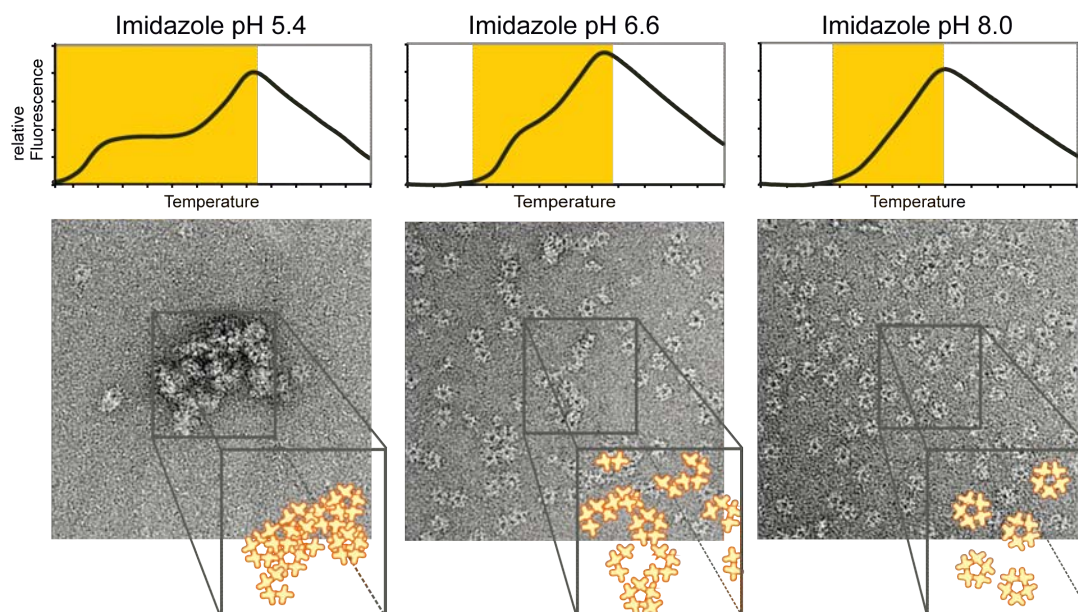 Imidazole pH 5.4
Imidazole pH 6.6
Imidazole pH 8.0
relative
Fluorescence
Temperature
Temperature
Temperature